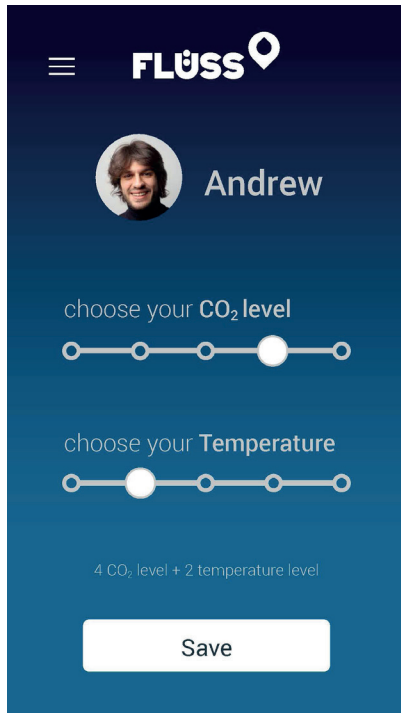 FLÜSS
Andrew
choose your CO₂ level
choose your Temperature
4 CO₂ level + 2 temperature level
Save